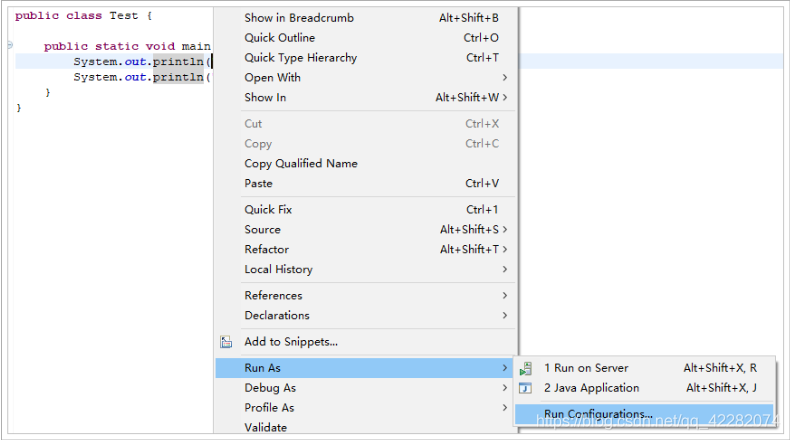 public class Test {
public static void main
System.out.println(
System.out.println(
}
}
Show in Breadcrumb Alt+Shift+B
Quick Outline Ctrl+O
Quick Type Hierarchy Ctrl+T
Open With >
Show In Alt+Shift+W >
Cut Ctrl+X
Copy Ctrl+C
Copy Qualified Name
Paste Ctrl+V
Quick Fix Ctrl+1
Source Alt+Shift+S >
Refactor Alt+Shift+T >
Local History >
References >
Declarations >
Add to Snippets...
Run As >
Debug As >
Profile As >
Validate
1 Run on Server Alt+Shift+X, R
2 Java Application Alt+Shift+X, J
Run Configurations...
https://blog.csdn.net/qq_42282074